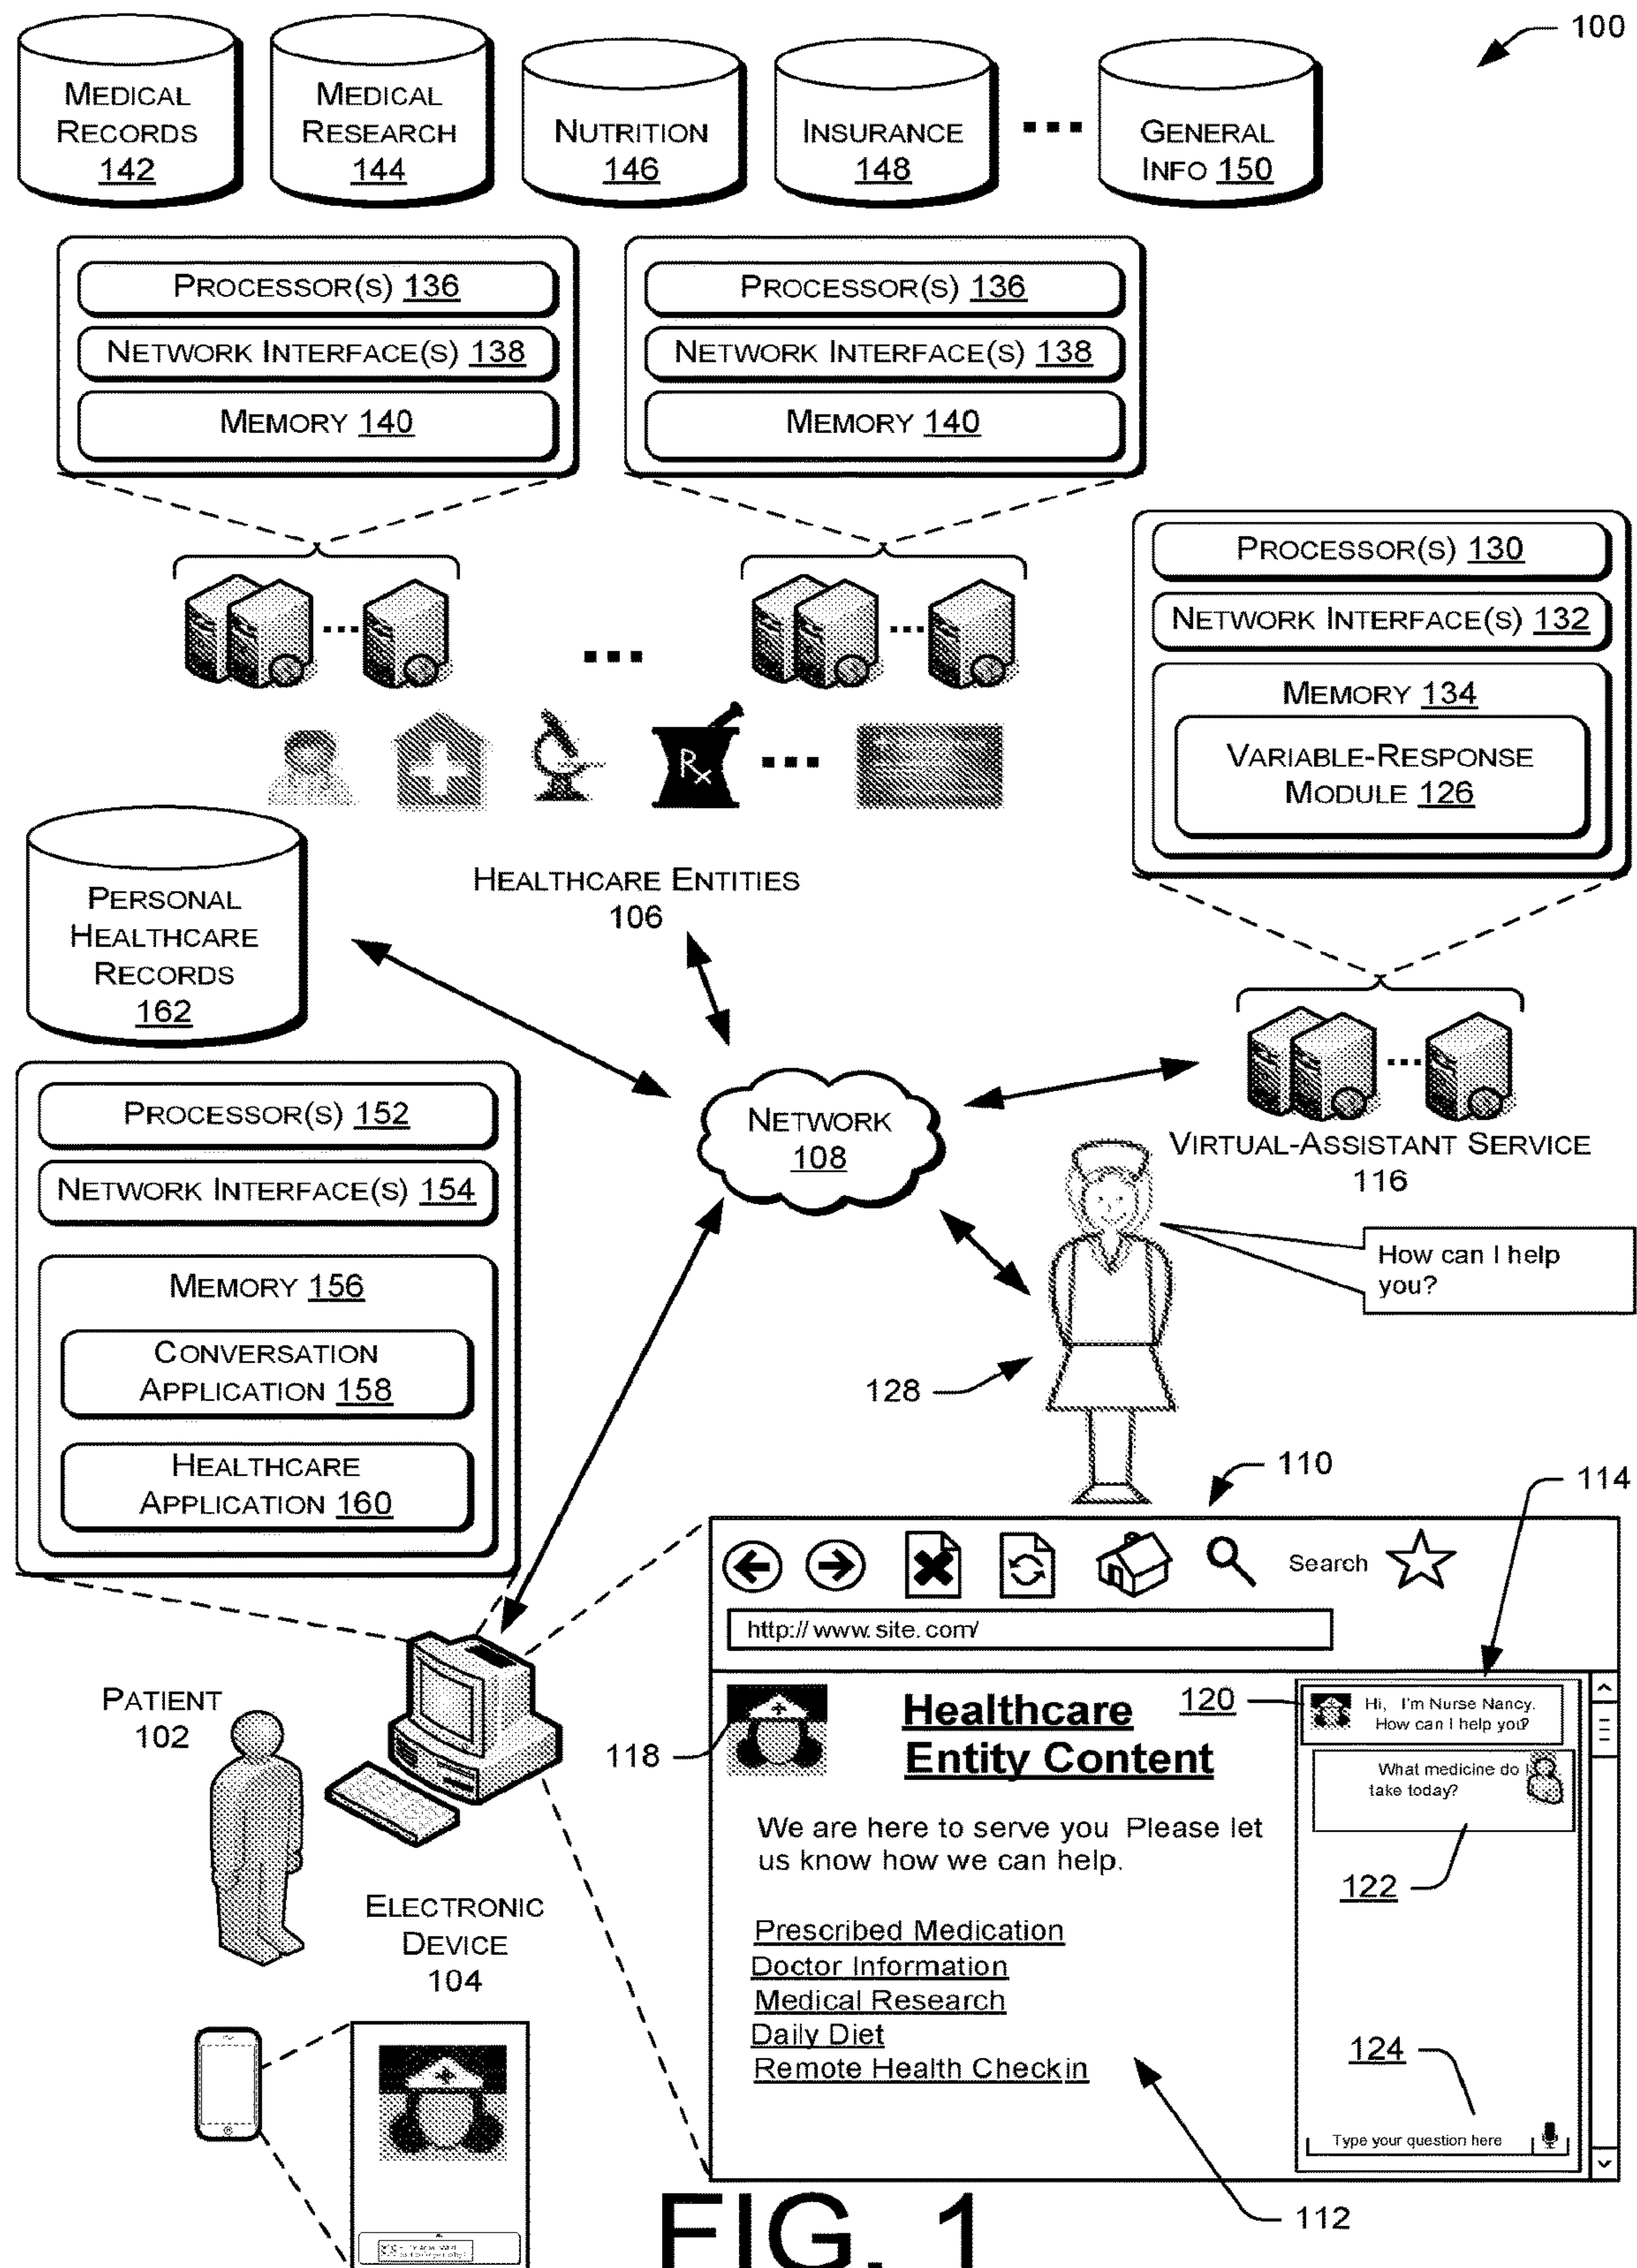 100
MEDICAL
RECORDS
142
MEDICAL
RESEARCH
144
NUTRITION
146
INSURANCE
148
GENERAL
INFO 150
PROCESSOR(S) 136
NETWORK INTERFACE(S) 138
MEMORY 140
PROCESSOR(S) 136
NETWORK INTERFACE(S) 138
MEMORY 140
PROCESSOR(S) 130
NETWORK INTERFACE(S) 132
MEMORY 134
VARIABLE-RESPONSE
MODULE 126
Rx
HEALTHCARE ENTITIES
106
PERSONAL
HEALTHCARE
RECORDS
162
NETWORK
108
VIRTUAL-ASSISTANT SERVICE
116
PROCESSOR(S) 152
NETWORK INTERFACE(S) 154
MEMORY 156
CONVERSATION
APPLICATION 158
HEALTHCARE
APPLICATION 160
How can I help
you?
128
110
114
Search
http://www.site.com/
PATIENT
102
118
Healthcare
Entity Content
120
Hi, I'm Nurse Nancy.
How can I help you?
What medicine do I
take today?
122
We are here to serve you Please let
us know how we can help.
ELECTRONIC
DEVICE
104
Prescribed Medication
Doctor Information
Medical Research
Daily Diet
Remote Health Checkin
124
Type your question here
112
FIG. 1